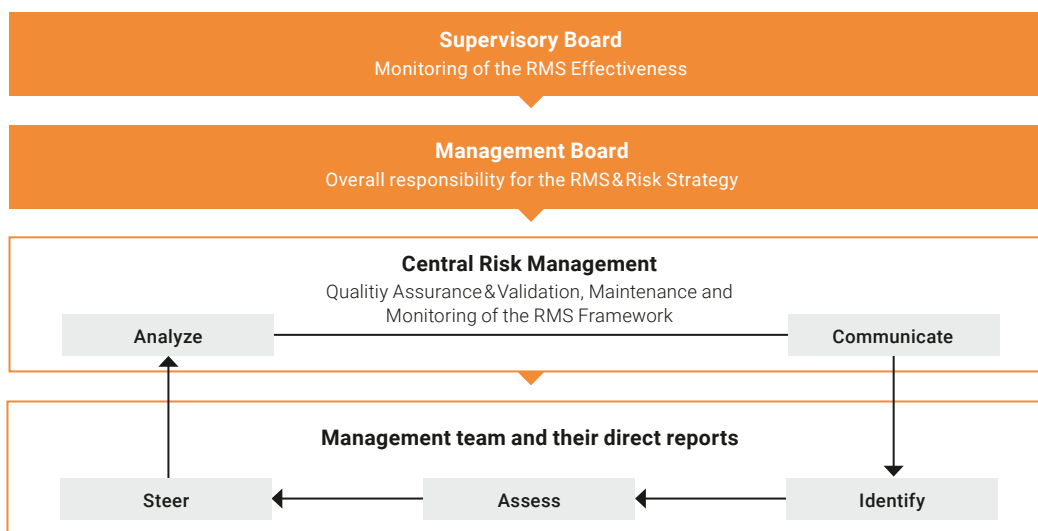 Supervisory Board
Monitoring of the RMS Effectiveness
Management Board
Overall responsibility for the RMS&Risk Strategy
Central Risk Management
Qualitiy Assurance&Validation, Maintenance and
Monitoring of the RMS Framework
Analyze
Communicate
Management team and their direct reports
Steer
Assess
Identify